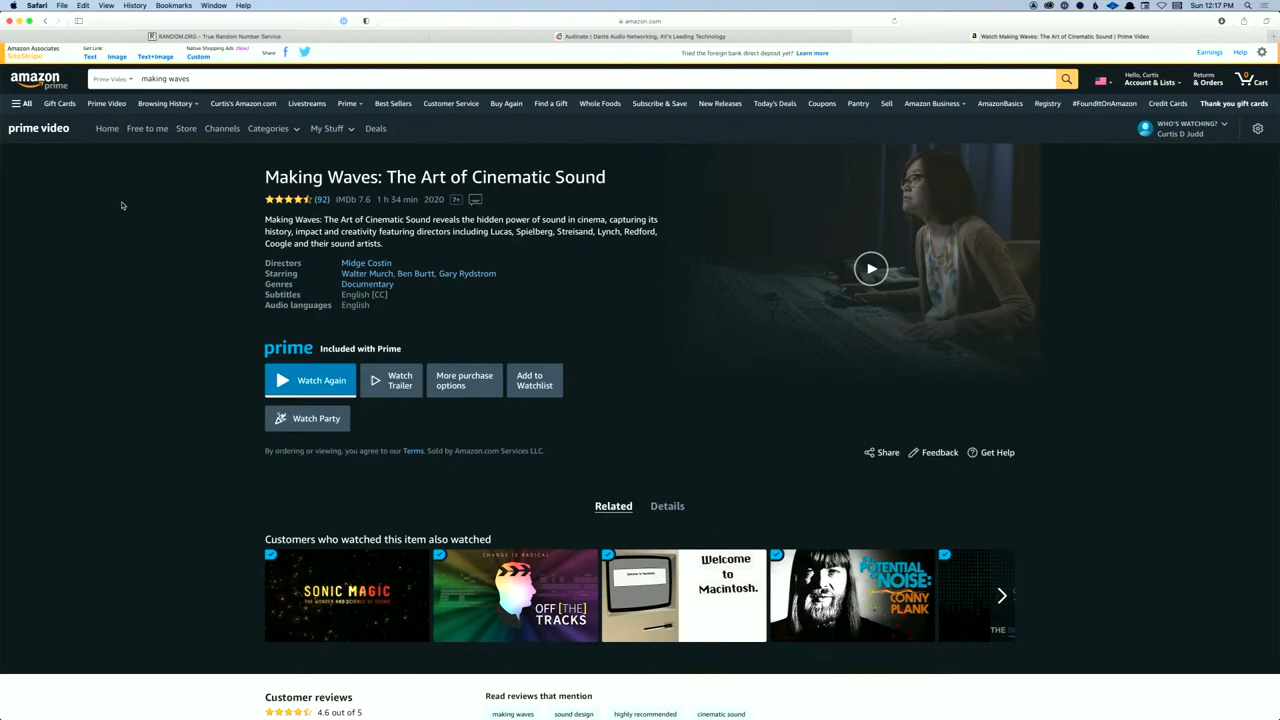 Safari File Edit View History Bookmarks Window Help
Sun 12:17 PM
amazon.com
RANDOM.ORG - True Random Number Service
Audinate | Dante Audio Networking, AV's Leading Technology
Watch Making Waves: The Art of Cinematic Sound | Prime Video
Amazon Associates
SiteStripe
Get Link:
Text Image Text+Image
Native Shopping Ads (New)
Custom
Share:
Tried the foreign bank direct deposit yet? Learn more
Earnings Help
amazon prime
Prime Video making waves
Hello, Curtis
Account & Lists
Returns
& Orders
0
Cart
All Gift Cards Prime Video Browsing History Curtis's Amazon.com Livestreams Prime Best Sellers Customer Service Buy Again Find a Gift Whole Foods Subscribe & Save New Releases Today's Deals Coupons Pantry Sell Amazon Business AmazonBasics Registry #FoundItOnAmazon Credit Cards Thank you gift cards
prime video Home Free to me Store Channels Categories My Stuff Deals
WHO'S WATCHING?
Curtis D Judd
Making Waves: The Art of Cinematic Sound
(92) IMDb 7.6 1 h 34 min 2020 7+
Making Waves: The Art of Cinematic Sound reveals the hidden power of sound in cinema, capturing its
history, impact and creativity featuring directors including Lucas, Spielberg, Streisand, Lynch, Redford,
Coogle and their sound artists.
Directors Midge Costin
Starring Walter Murch, Ben Burtt, Gary Rydstrom
Genres Documentary
Subtitles English [CC]
Audio languages English
prime Included with Prime
Watch Again
Watch
Trailer
More purchase
options
Add to
Watchlist
Watch Party
By ordering or viewing, you agree to our Terms. Sold by Amazon.com Services LLC.
Share Feedback Get Help
Related Details
Customers who watched this item also watched
SONIC MAGIC
THE WONDER AND SCIENCE OF SOUND
CHANGE IS RADICAL
OFF [THE]
TRACKS
Welcome
to
Macintosh.
POTENTIAL
OF NOISE:
CONNY
PLANK
THE
Customer reviews
4.6 out of 5
Read reviews that mention
making waves sound design highly recommended cinematic sound